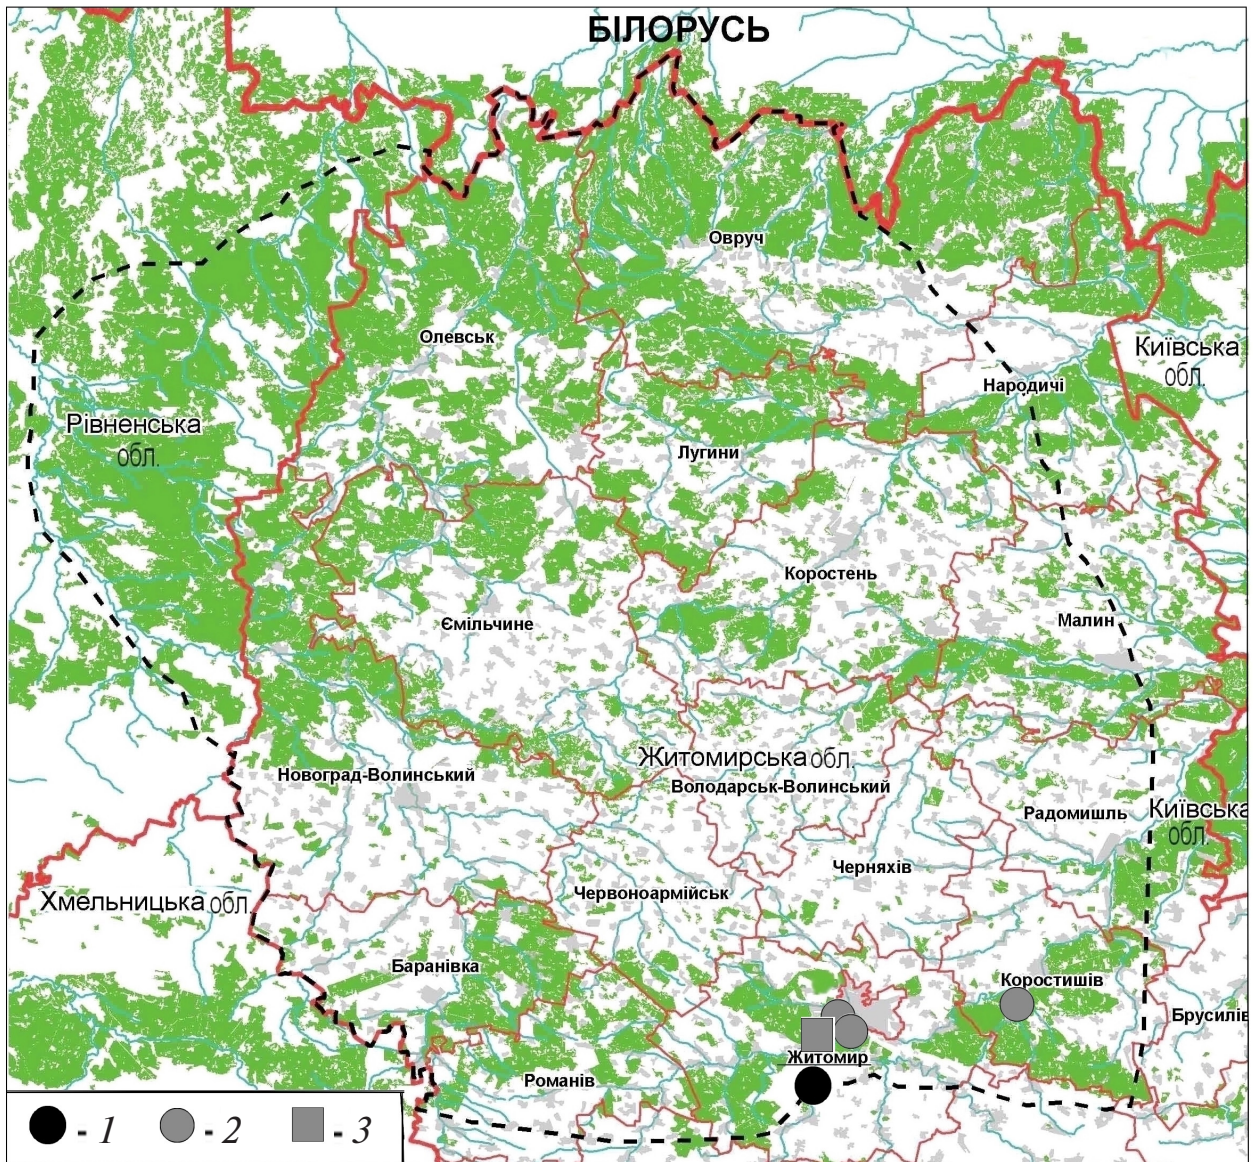 БІЛОРУСЬ
Овруч
Олевськ
Київська
обл.
Народичі
Рівненська
обл.
Лугини
Коростень
Ємільчине
Малин
Житомирська обл.
Новоград-Волинський
Володарськ-Волинський
Радомишль
Київська
обл.
Черняхів
Червоноармійськ
Хмельницька обл.
Баранівка
Коростишів
Брусилів
Житомир
Романів
- 1
- 2
- 3